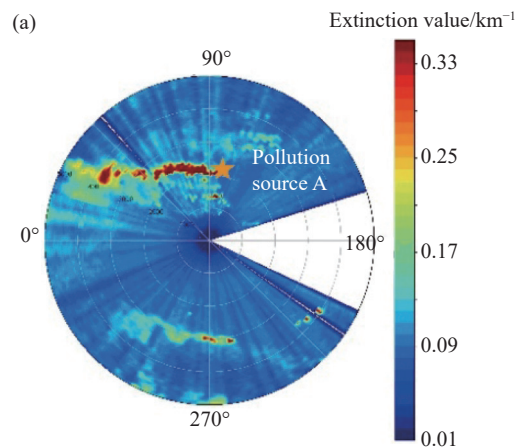 (a)
Extinction value/km⁻¹
90°
0.33
Pollution
source A
0.25
0°
180°
0.17
0.09
270°
0.01